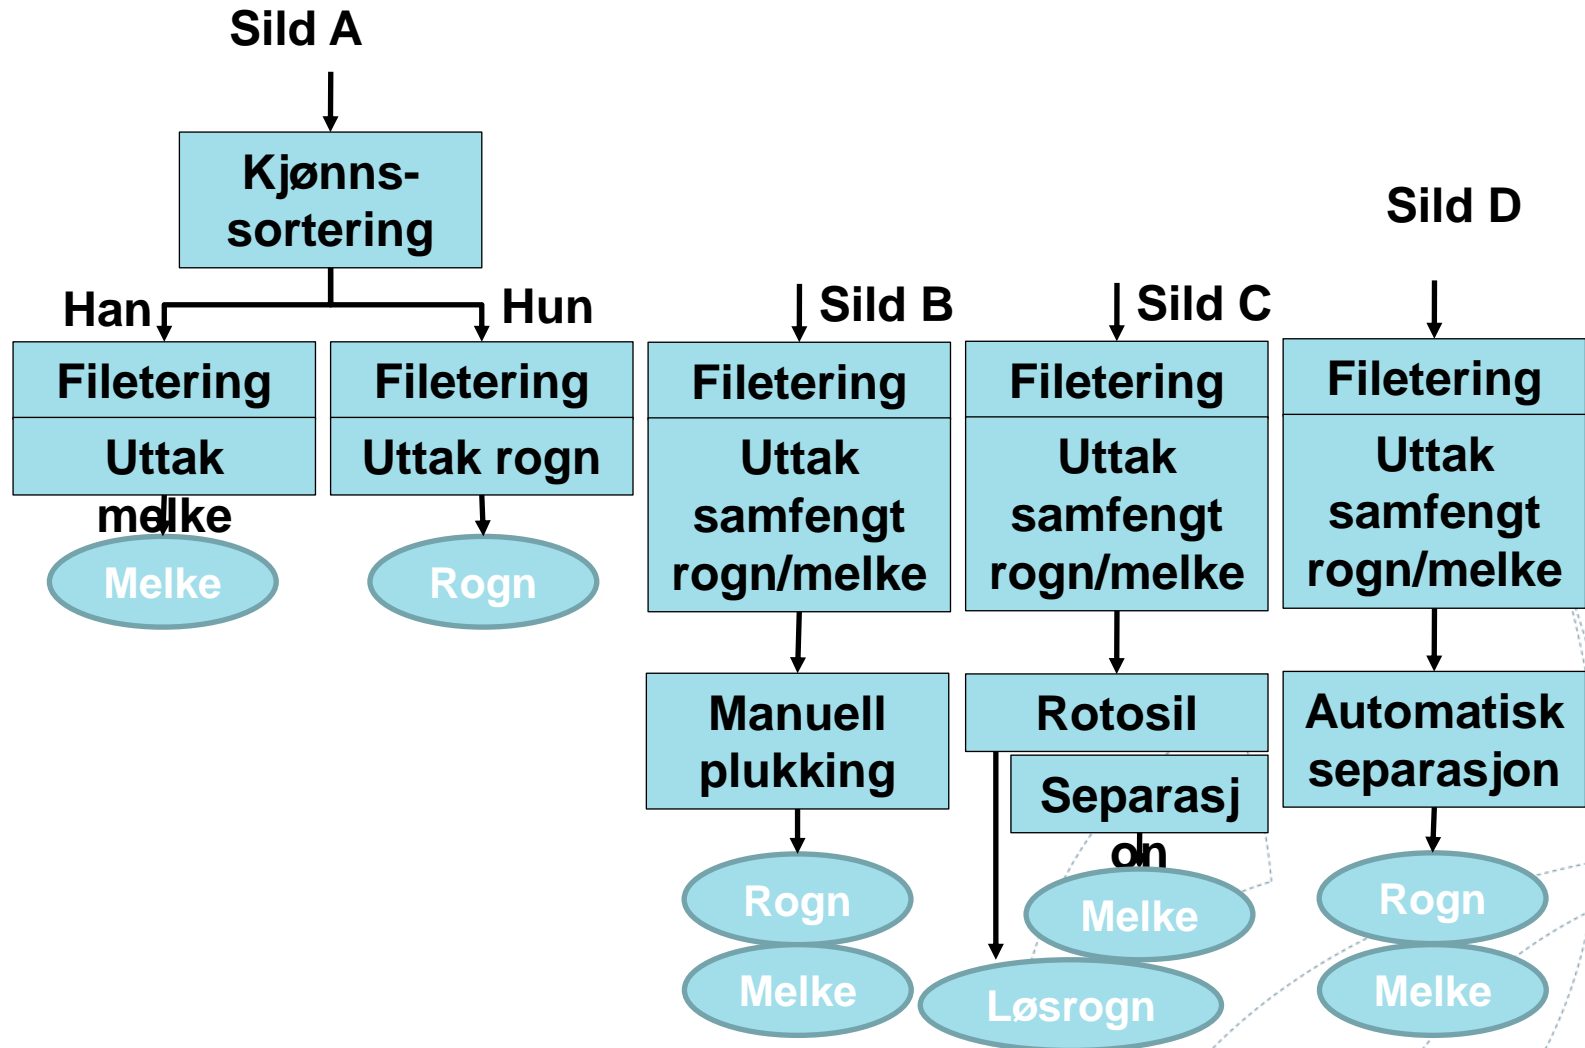 Sild A
Kjønns-
sortering
Han
Hun
Filetering
Uttak
melke
Melke
Filetering
Uttak rogn
Rogn
Sild B
Filetering
Uttak
samfengt
rogn/melke
Manuell
plukking
Rogn
Melke
Sild C
Filetering
Uttak
samfengt
rogn/melke
Rotosil
Separasj
on
Melke
Løsrogn
Sild D
Filetering
Uttak
samfengt
rogn/melke
Automatisk
separasjon
Rogn
Melke